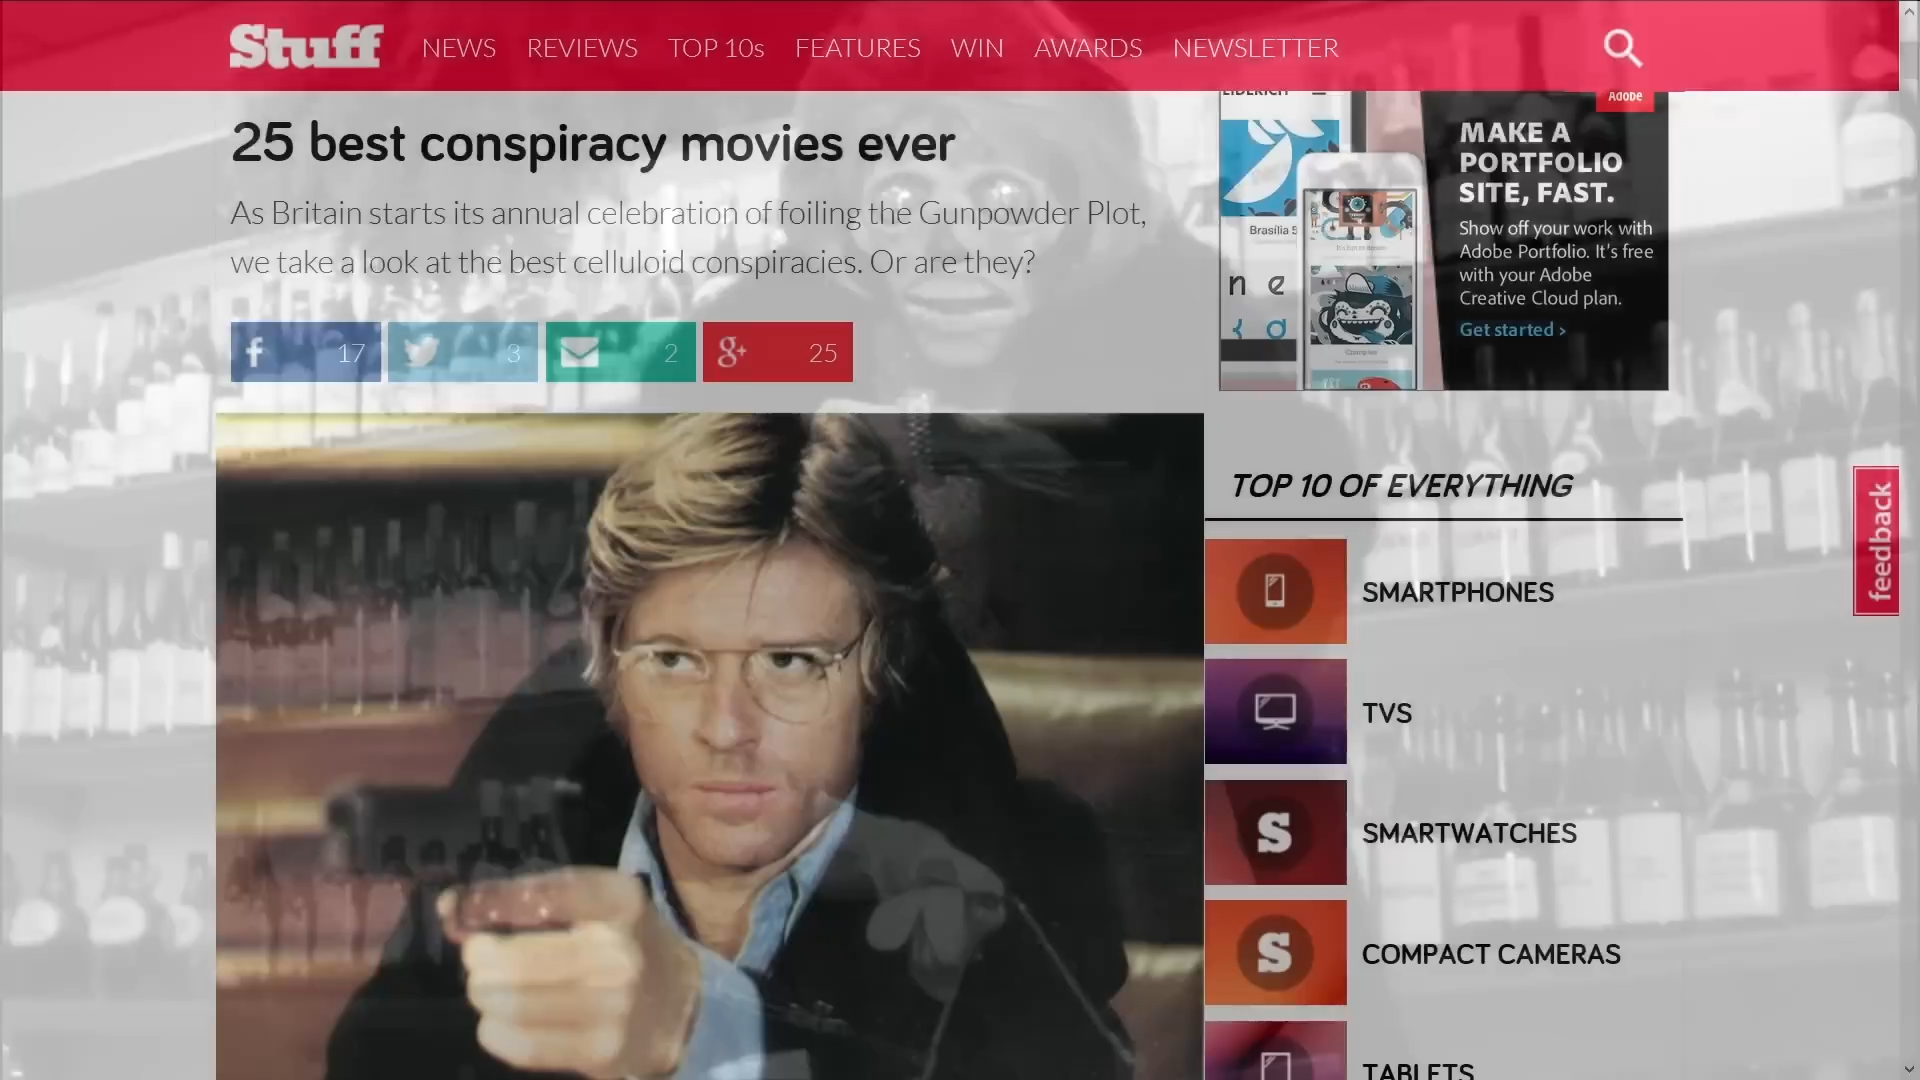 Stuff
NEWS
REVIEWS
TOP 10s
FEATURES
WIN
AWARDS
NEWSLETTER
25 best conspiracy movies ever
As Britain starts its annual celebration of foiling the Gunpowder Plot,
we take a look at the best celluloid conspiracies. Or are they?
17
3
2
g+ 25
Adobe
MAKE A
PORTFOLIO
SITE, FAST.
Show off your work with
Adobe Portfolio. It's free
with your Adobe
Creative Cloud plan.
Get started >
Brasília
n e
TOP 10 OF EVERYTHING
SMARTPHONES
TVS
S
SMARTWATCHES
S
COMPACT CAMERAS
TABLETS
feedback